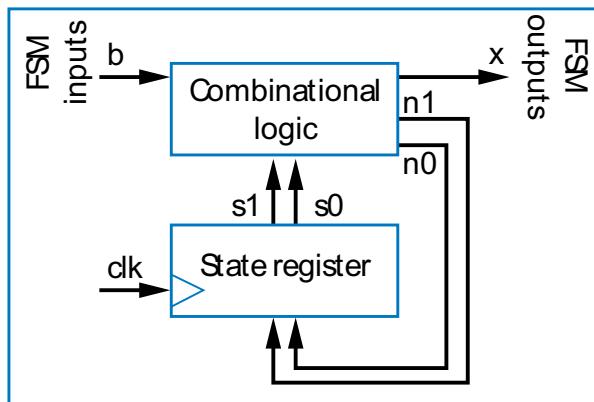 FSM
inputs
b
Combinational
logic
x
FSM
outputs
n1
n0
s1
s0
clk
State register